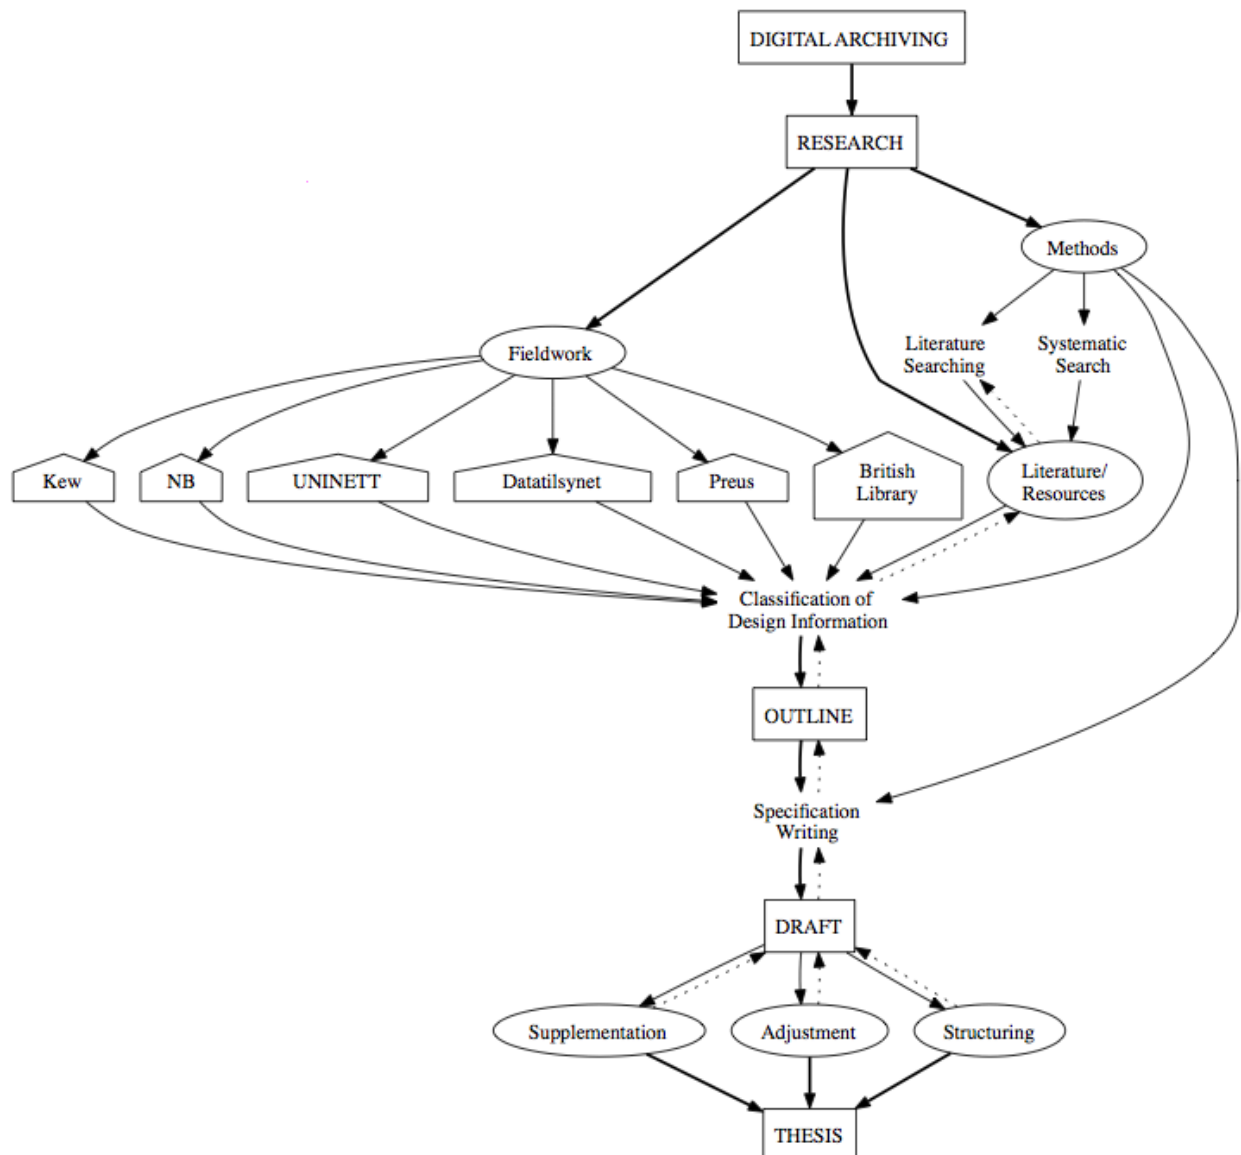 DIGITAL ARCHIVING
RESEARCH
Methods
Literature
Searching
Systematic
Search
Fieldwork
Kew
NB
UNINETT
Datatilsynet
Preus
British
Library
Literature/
Resources
Classification of
Design Information
OUTLINE
Specification
Writing
DRAFT
Supplementation
Adjustment
Structuring
THESIS